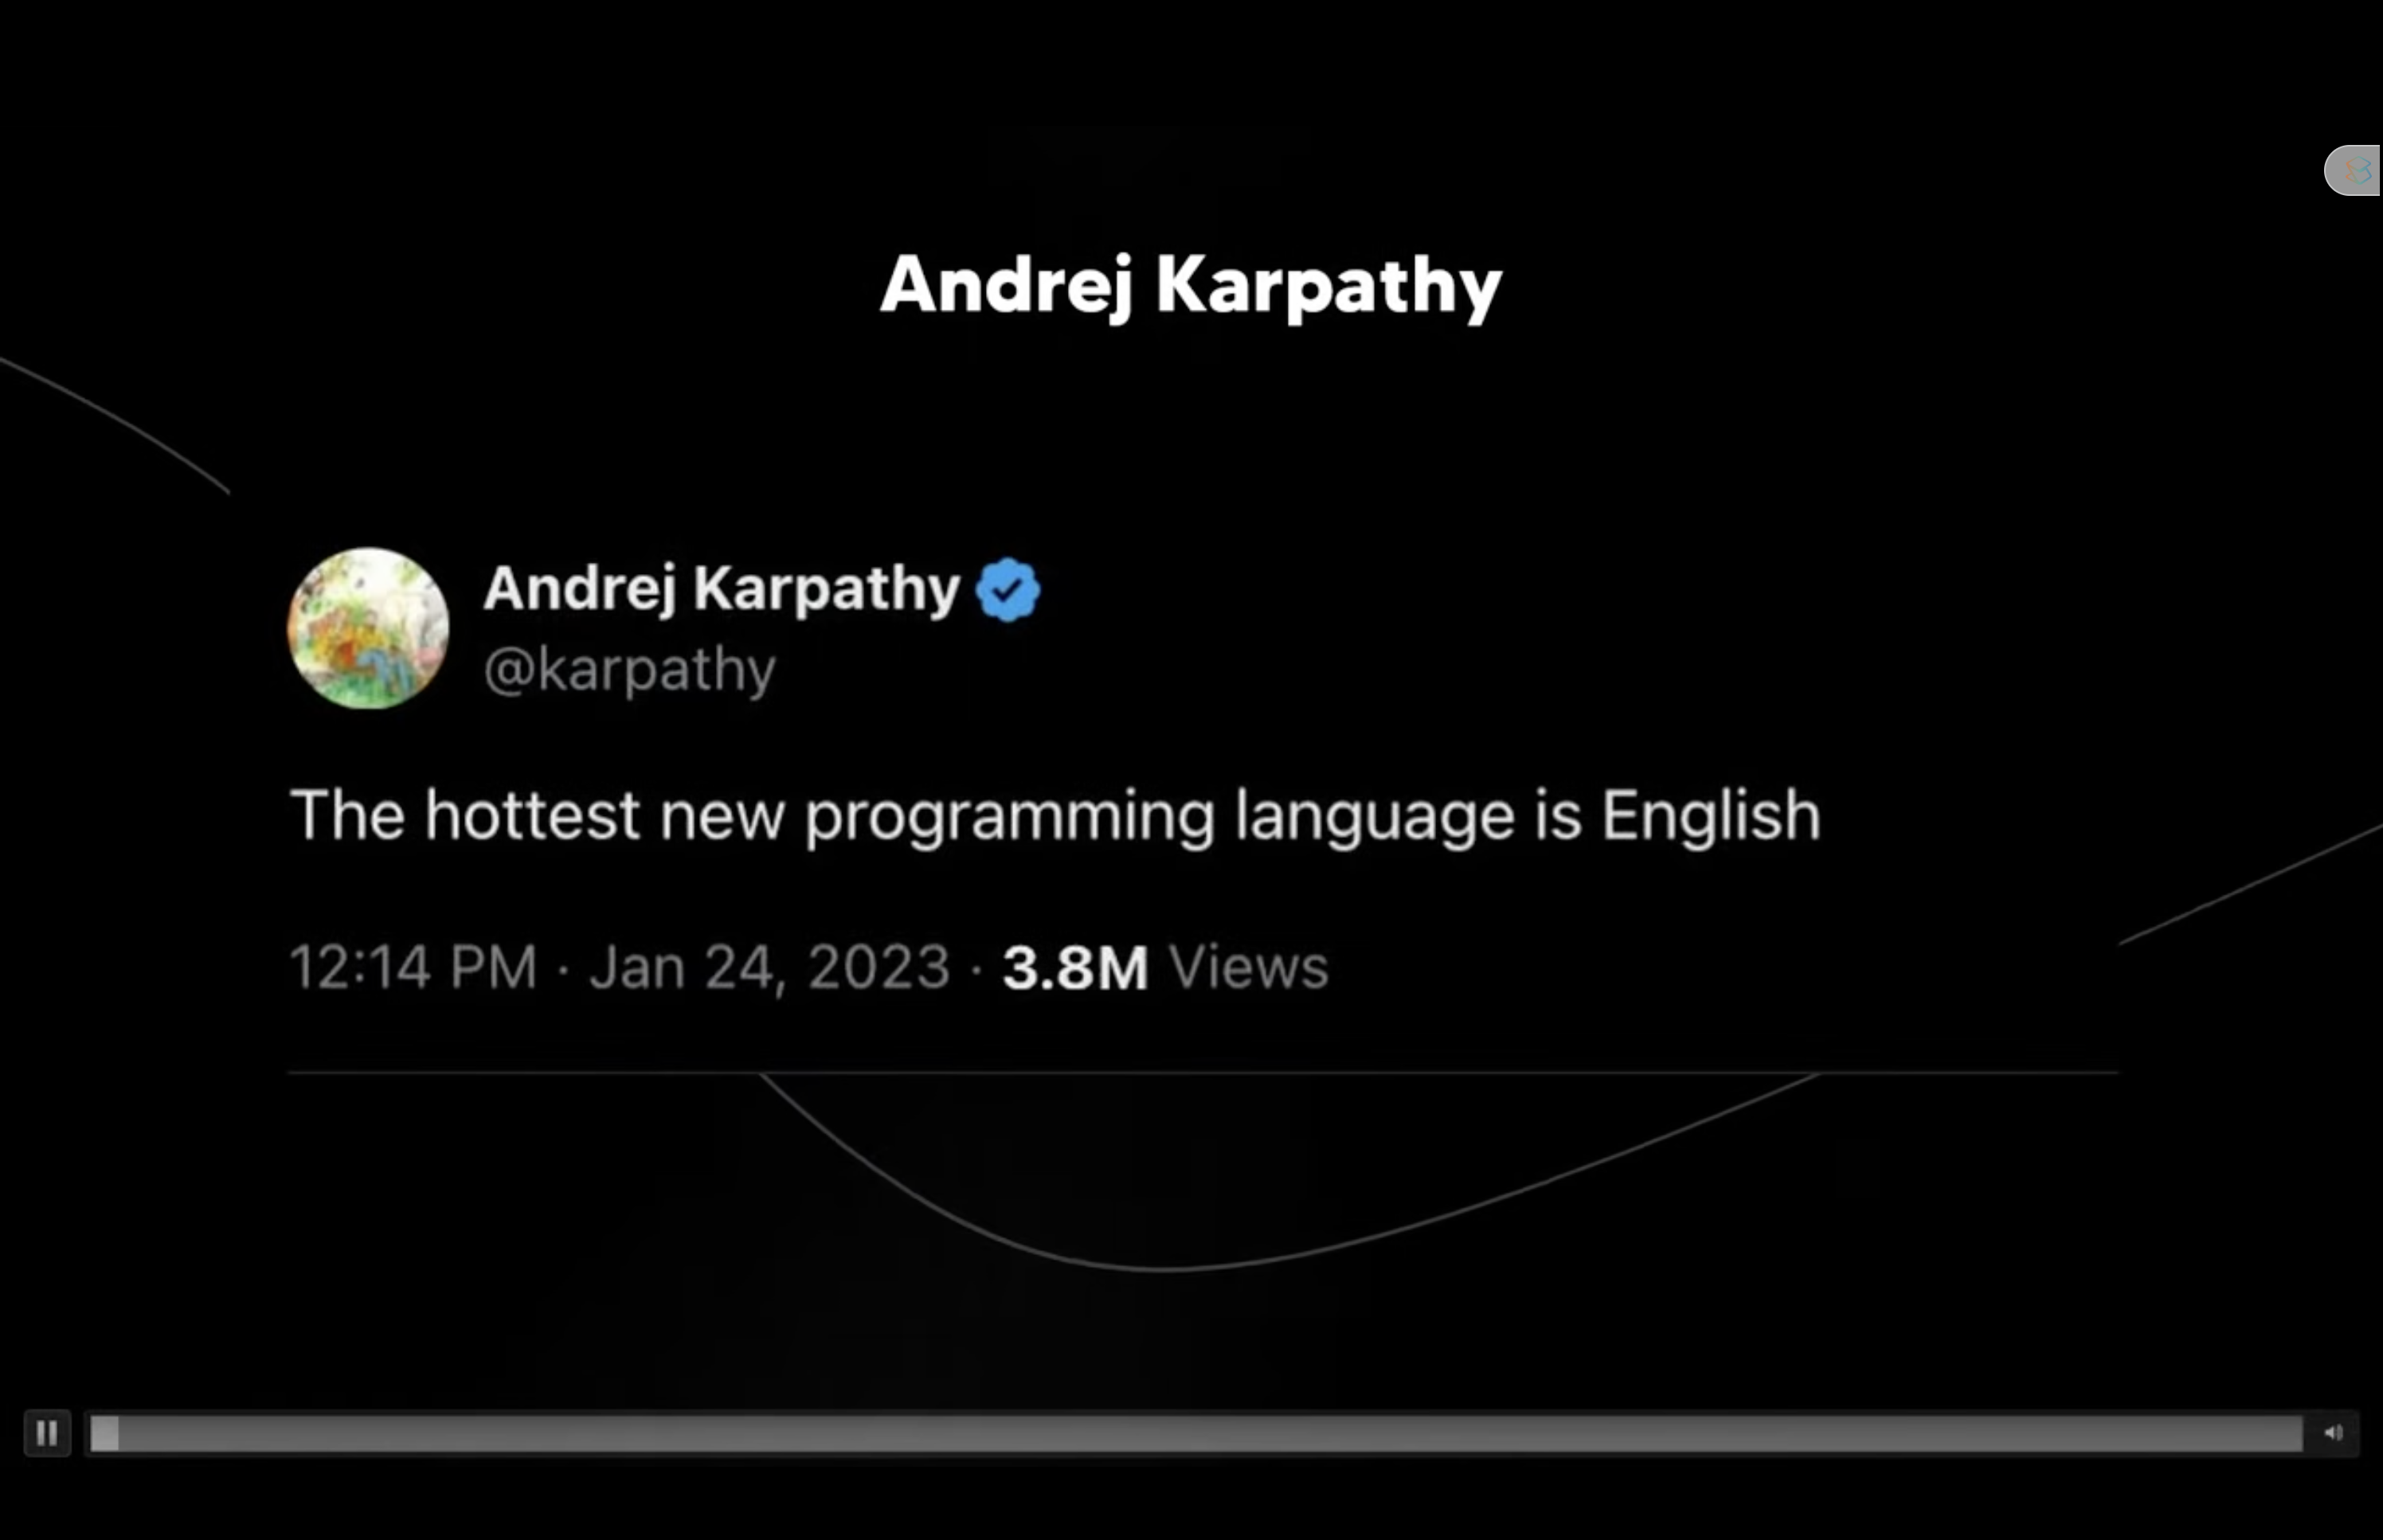 Andrej Karpathy
Andrej Karpathy
@karpathy
The hottest new programming language is English
12:14 PM · Jan 24, 2023 · 3.8M Views